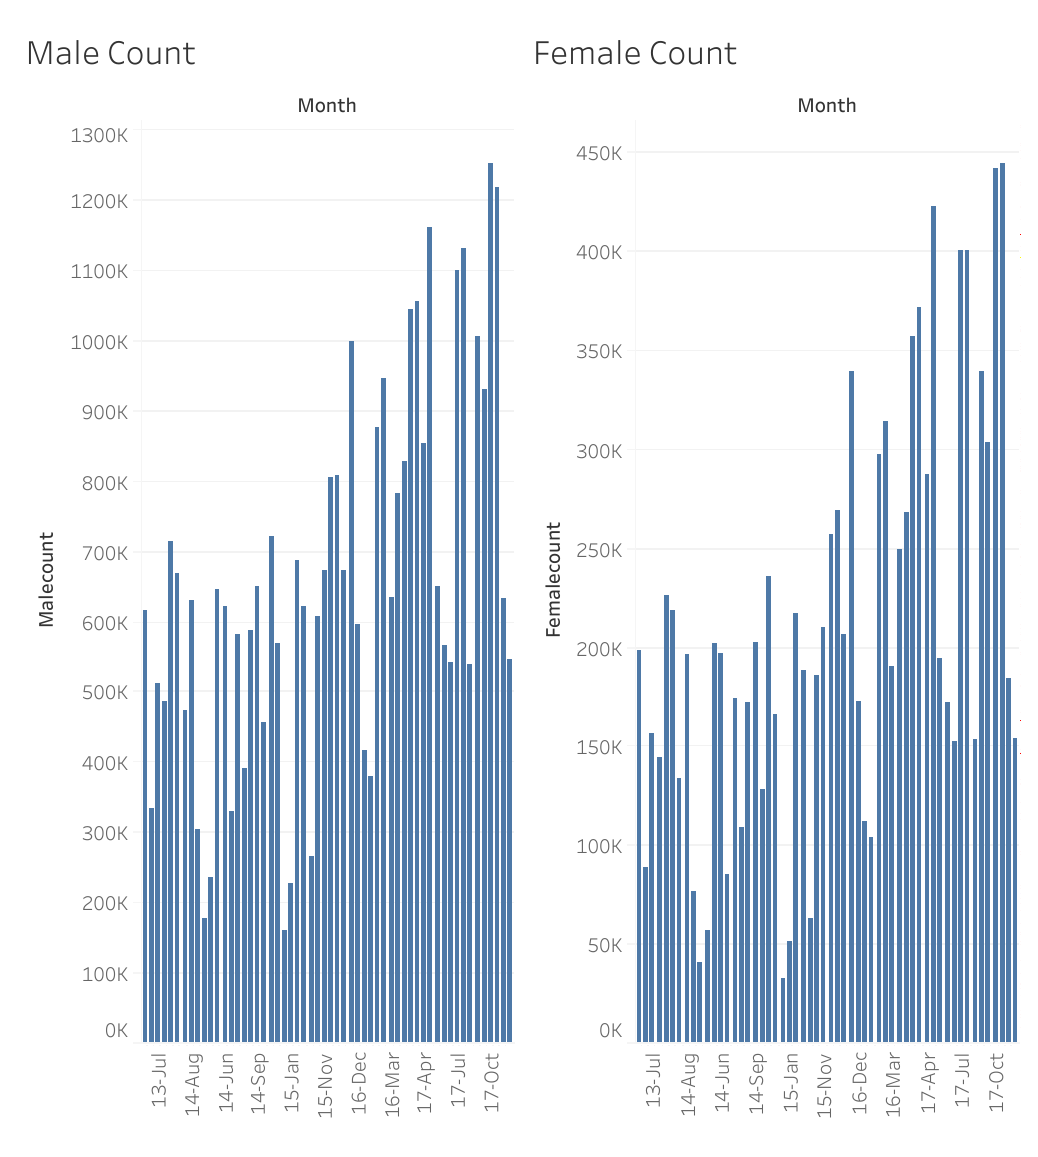 Male Count
Month
1300K
1200K
1100K
1000K
900K
800K
700K
600K
500K
400K
300K
200K
100K
0K
Malecount
13-Jul
14-Aug
14-Jun
14-Sep
15-Jan
15-Nov
16-Dec
16-Mar
17-Apr
17-Jul
17-Oct
Female Count
Month
450K
400K
350K
300K
250K
200K
150K
100K
50K
0K
Femalecount
13-Jul
14-Aug
14-Jun
14-Sep
15-Jan
15-Nov
16-Dec
16-Mar
17-Apr
17-Jul
17-Oct